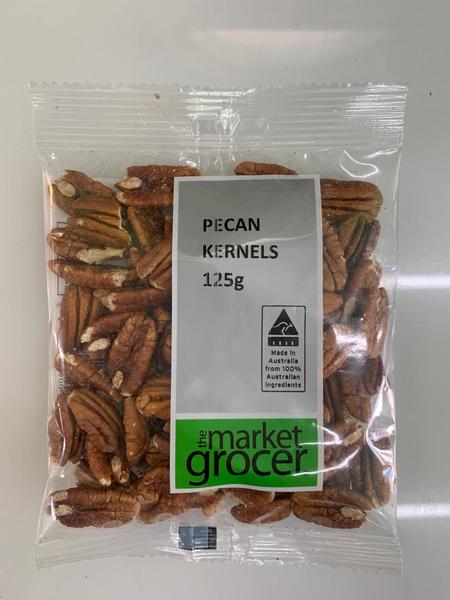 PECAN
KERNELS
125g
Made in
Australia
from 100%
Australian
ingredients
the market
grocer